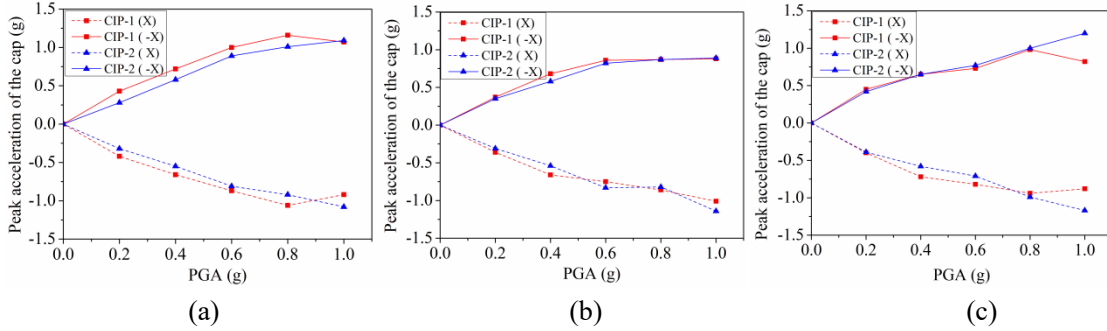 Peak acceleration of the cap (g)
1.5
1.0
0.5
0.0
-0.5
-1.0
-1.5
CIP-1 (X)
CIP-1 ( -X)
CIP-2 (X)
CIP-2 ( -X)
0.0 0.2 0.4 0.6 0.8 1.0
PGA (g)
(a)
Peak acceleration of the cap (g)
1.5
1.0
0.5
0.0
-0.5
-1.0
-1.5
CIP-1 (X)
CIP-1 ( -X)
CIP-2 (X)
CIP-2 ( -X)
0.0 0.2 0.4 0.6 0.8 1.0
PGA (g)
(b)
Peak acceleration of the cap (g)
1.5
1.0
0.5
0.0
-0.5
-1.0
-1.5
CIP-1 (X)
CIP-1 ( -X)
CIP-2 (X)
CIP-2 ( -X)
0.0 0.2 0.4 0.6 0.8 1.0
PGA (g)
(c)